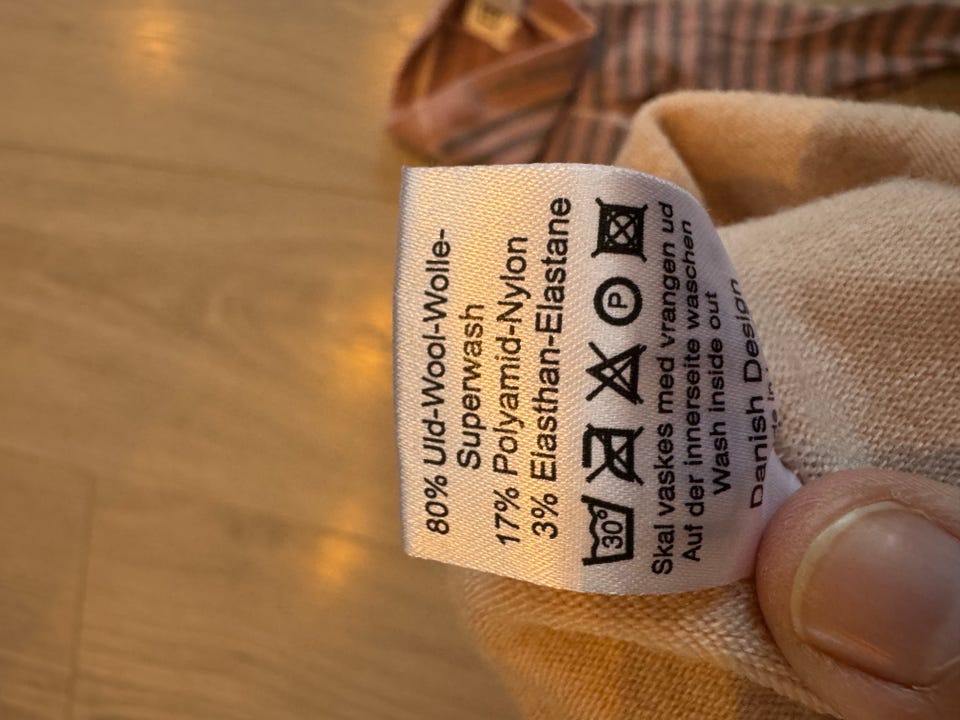 80% Uld-Wool-Wolle-
Superwash
17% Polyamid-Nylon
3% Elasthan-Elastane
30° P
Skal vaskes med vrangen ud
Auf der innerseite waschen
Wash inside out
Danish Design